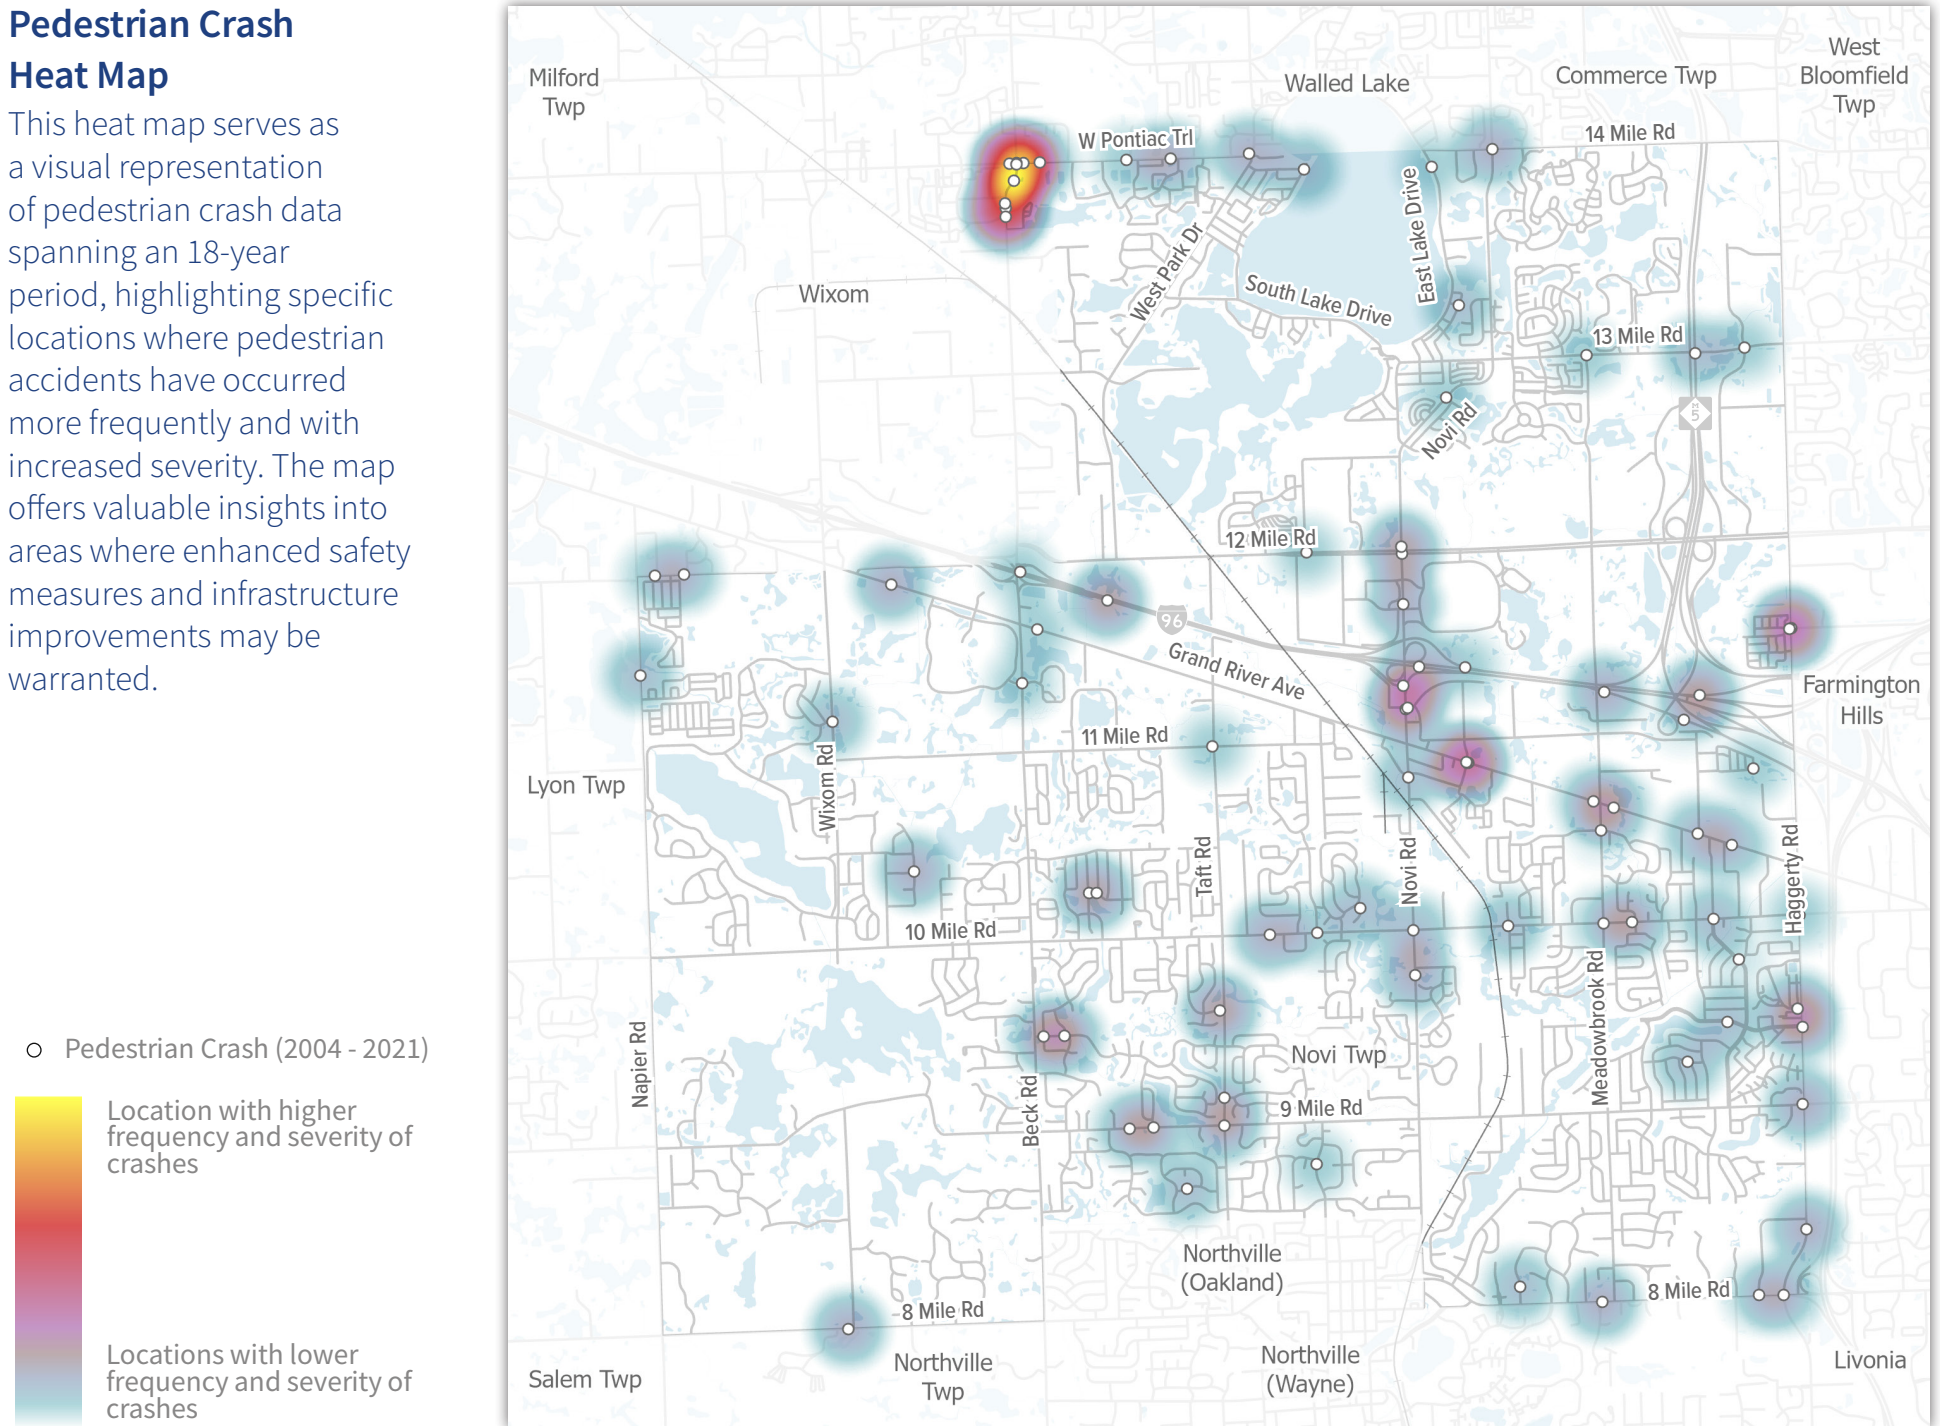 Pedestrian Crash
Heat Map
This heat map serves as
a visual representation
of pedestrian crash data
spanning an 18-year
period, highlighting specific
locations where pedestrian
accidents have occurred
more frequently and with
increased severity. The map
offers valuable insights into
areas where enhanced safety
measures and infrastructure
improvements may be
warranted.
Pedestrian Crash (2004 - 2021)
Location with higher
frequency and severity of
crashes
Locations with lower
frequency and severity of
crashes
Milford
Twp
Walled Lake
Commerce Twp
West
Bloomfield
Twp
W Pontiac Trl
14 Mile Rd
West Park Dr
East Lake Drive
South Lake Drive
Wixom
13 Mile Rd
M
5
Novi Rd
12 Mile Rd
96
Grand River Ave
Farmington
Hills
11 Mile Rd
Lyon Twp
Wixom Rd
Taft Rd
Novi Rd
Haggerty Rd
10 Mile Rd
Meadowbrook Rd
Napier Rd
Novi Twp
Beck Rd
9 Mile Rd
Northville
(Oakland)
8 Mile Rd
8 Mile Rd
Salem Twp
Northville
Twp
Northville
(Wayne)
Livonia